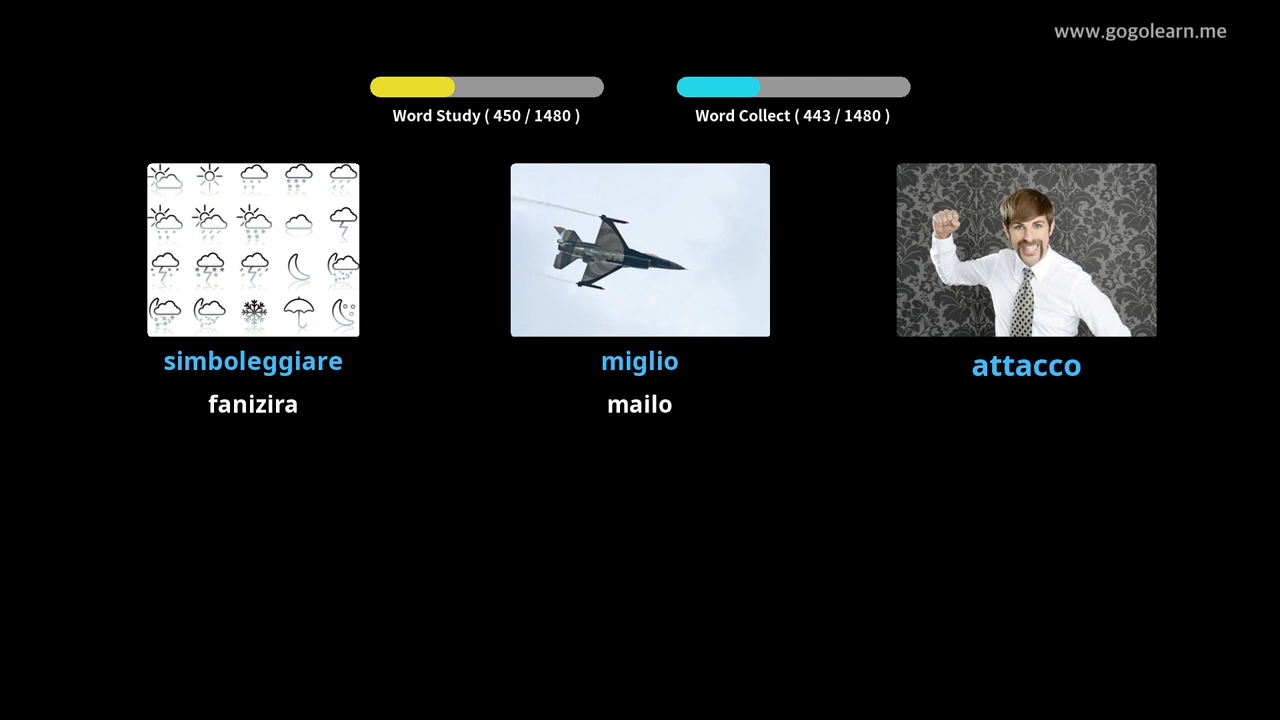 www.gogolearn.me
Word Study ( 450 / 1480 )
Word Collect ( 443 / 1480 )
simboleggiare
fanizira
miglio
mailo
attacco